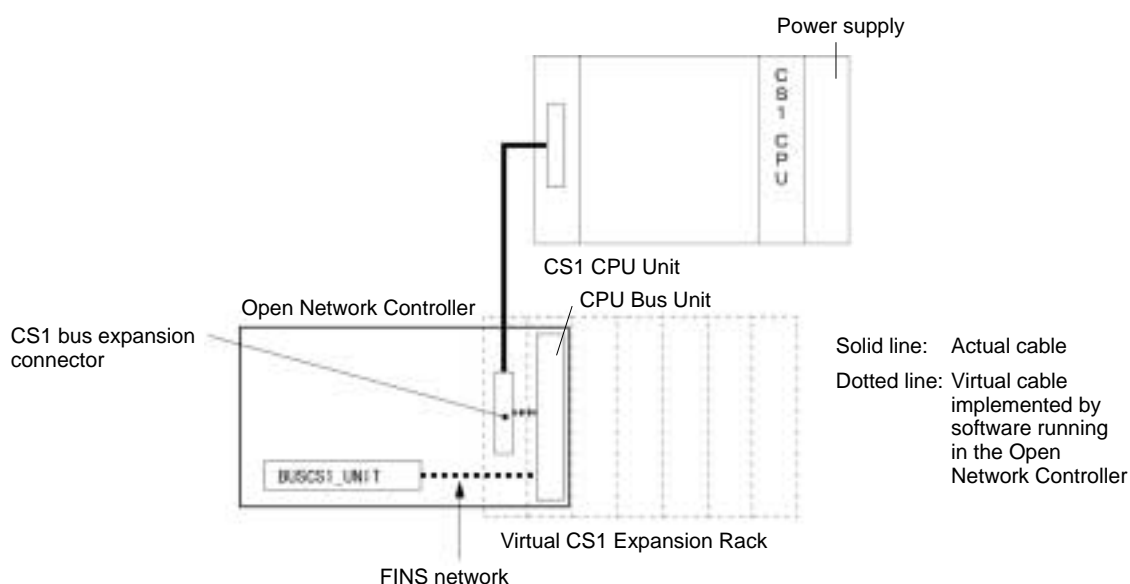 Power supply
CS1 CPU
CS1 CPU Unit
CPU Bus Unit
Open Network Controller
CS1 bus expansion
connector
Solid line: Actual cable
Dotted line: Virtual cable
implemented by
software running
in the Open
Network Controller
BUSCS1_UNIT
Virtual CS1 Expansion Rack
FINS network